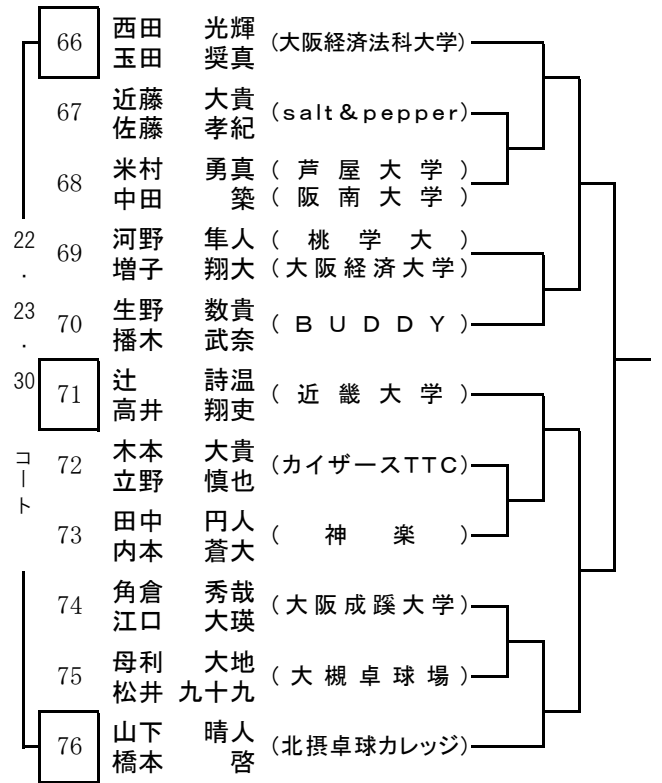 66 西田 光輝 (大阪経済法科大学)
玉田 奨真
67 近藤 大貴 (salt&pepper)
佐藤 孝紀
68 米村 勇真 (芦屋大学)
中田 築 (阪南大学)
69 河野 隼人 (桃学大)
増子 翔大 (大阪経済大学)
70 生野 数貴 (BUDDY)
播木 武奈
71 辻 詩温 (近畿大学)
高井 翔吏
72 木本 大貴 (カイザースTTC)
立野 慎也
73 田中 円人 (神楽)
内本 蒼大
74 角倉 秀哉 (大阪成蹊大学)
江口 大瑛
75 母利 大地 (大槻卓球場)
松井 九十九
76 山下 晴人 (北摂卓球カレッジ)
橋本 啓
22.23.30コート